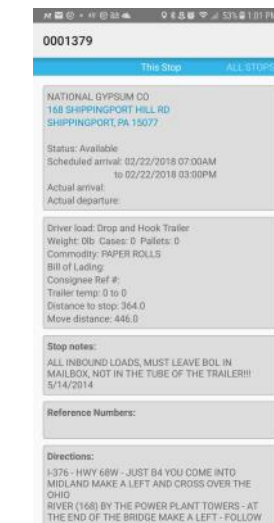 53% 1:01 PM
0001379
This Stop ALL STOPS
NATIONAL GYPSUM CO
168 SHIPPINGPORT HILL RD
SHIPPINGPORT, PA 15077
Status: Available
Scheduled arrival: 02/22/2018 07:00AM
to 02/22/2018 03:00PM
Actual arrival:
Actual departure:
Driver load: Drop and Hook Trailer
Weight: 0lb Cases: 0 Pallets: 0
Commodity: PAPER ROLLS
Bill of Lading:
Consignee Ref #:
Trailer temp: 0 to 0
Distance to stop: 364.0
Move distance: 446.0
Stop notes:
ALL INBOUND LOADS, MUST LEAVE BOL IN
MAILBOX, NOT IN THE TUBE OF THE TRAILER!!!
5/14/2014
Reference Numbers:
Directions:
I-376 - HWY 68W - JUST B4 YOU COME INTO
MIDLAND MAKE A LEFT AND CROSS OVER THE
OHIO
RIVER (168) BY THE POWER PLANT TOWERS - AT
THE END OF THE BRIDGE MAKE A LEFT - FOLLOW